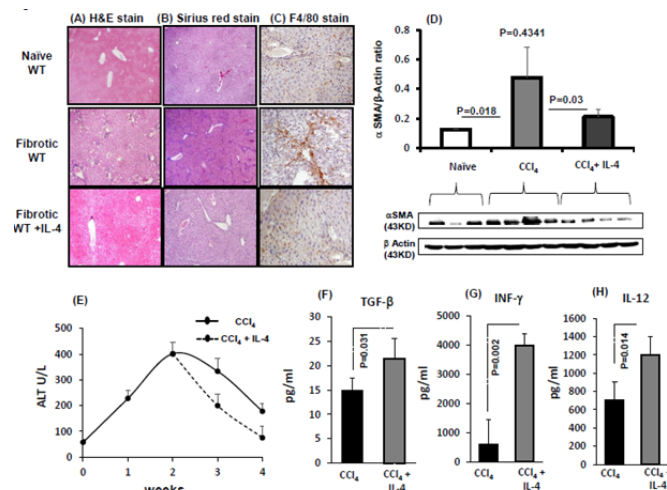 (A) H&E stain (B) Sirius red stain (C) F4/80 stain
Naïve
WT
Fibrotic
WT
Fibrotic
WT +IL-4
(D)
α SMA/β-Actin ratio
0.8
0.6
0.4
0.2
0
P=0.4341
P=0.018
P=0.03
Naïve
CCl₄
CCl₄+ IL-4
αSMA
(43KD)
β Actin
(43KD)
(E)
ALT U/L
500
400
300
200
100
0
CCl₄
CCl₄ + IL-4
0 1 2 3 4
weeks
(F) TGF-β
pg/ml
30
25
20
15
10
5
0
P=0.031
CCl₄
CCl₄ +
IL-4
(G) INF-γ
pg/ml
5000
4000
3000
2000
1000
0
P=0.002
CCl₄
CCl₄ +
IL-4
(H) IL-12
pg/ml
1600
1400
1200
1000
800
600
400
200
0
P=0.014
CCl₄
CCl₄ +
IL-4